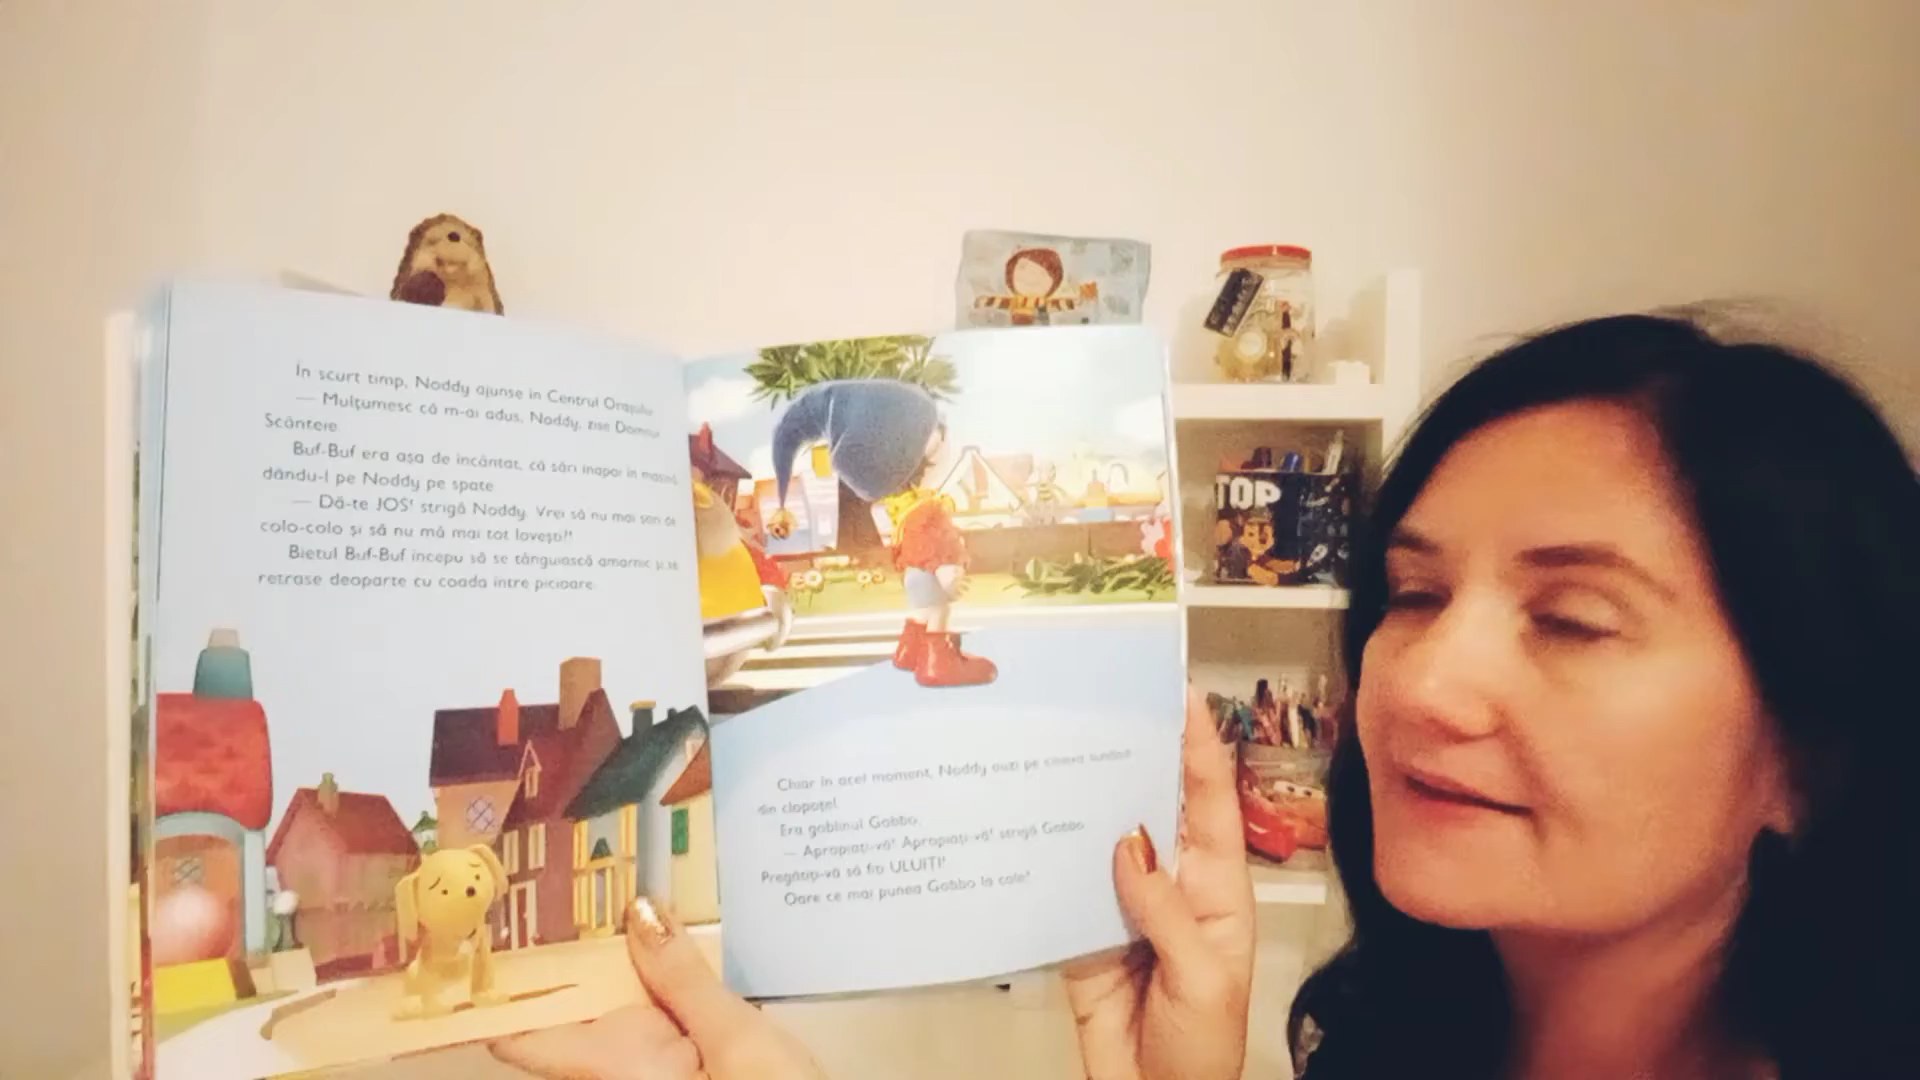 În scurt timp, Noddy ajunse în Centrul Orașului
— Mulțumesc că m-ai adus, Noddy, zise Domnul
Scânteie.
Buf-Buf era așa de încântat, că sări înapoi în mașină
dându-l pe Noddy pe spate
— Dă-te JOS! strigă Noddy. Vrei să nu mai sari de
colo-colo și să nu mă mai tot lovești?!
Bietul Buf-Buf începu să se tânguiască amarnic și se
retrase deoparte cu coada între picioare.
Chiar în acel moment, Noddy auzi pe cineva sunând
din clopoțel.
Era goblinul Gobbo.
— Apropiați-vă! Apropiați-vă! strigă Gobbo
Pregătiți-vă să fiți ULUIȚI!
Oare ce mai punea Gobbo la cale?
TOP